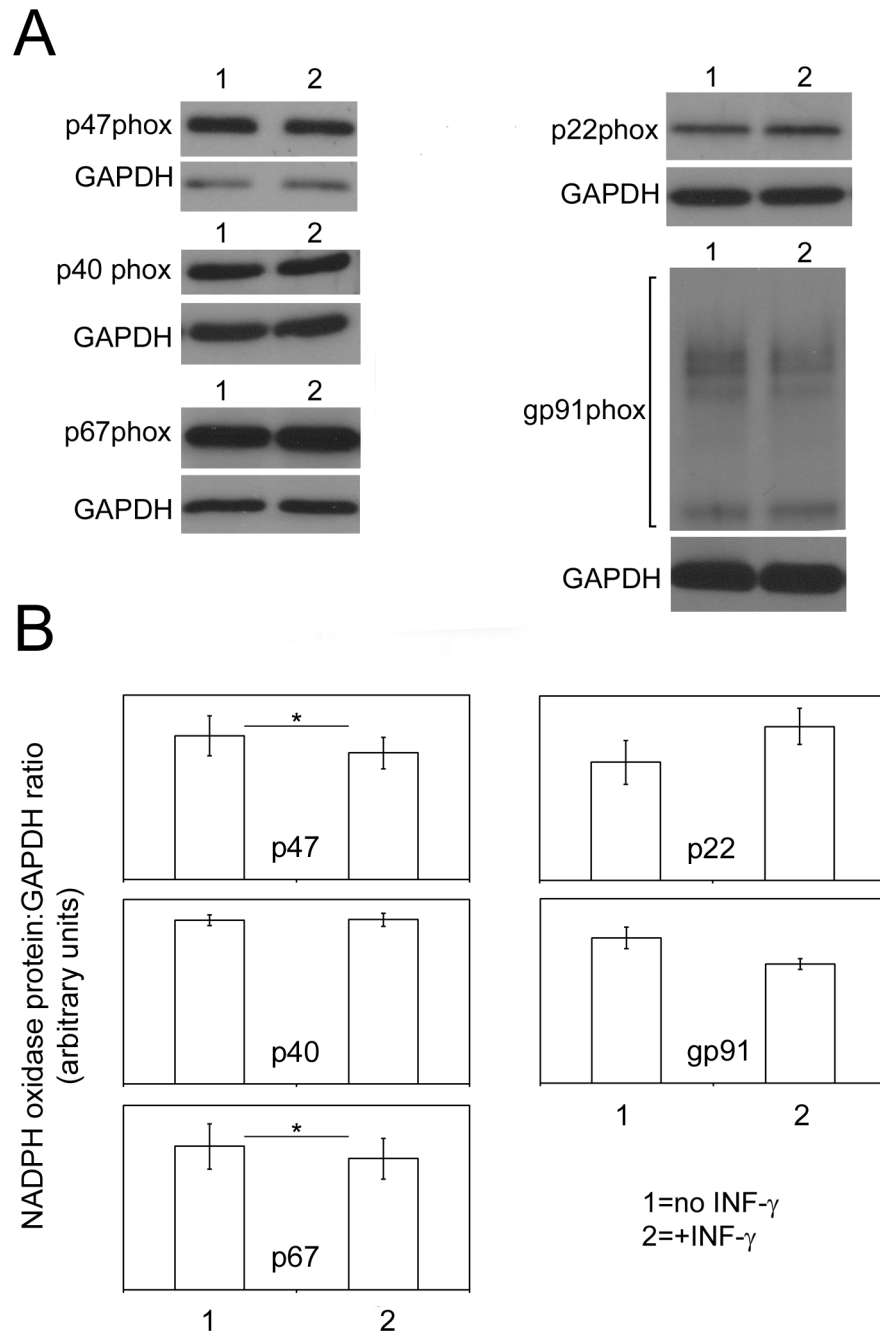 A
1 2
p47phox
GAPDH
1 2
p40 phox
GAPDH
1 2
p67phox
GAPDH
1 2
p22phox
GAPDH
1 2
gp91phox
GAPDH
B
NADPH oxidase protein:GAPDH ratio
(arbitrary units)
*
p47
p40
*
p67
1 2
p22
gp91
1 2
1=no INF-γ
2=+INF-γ